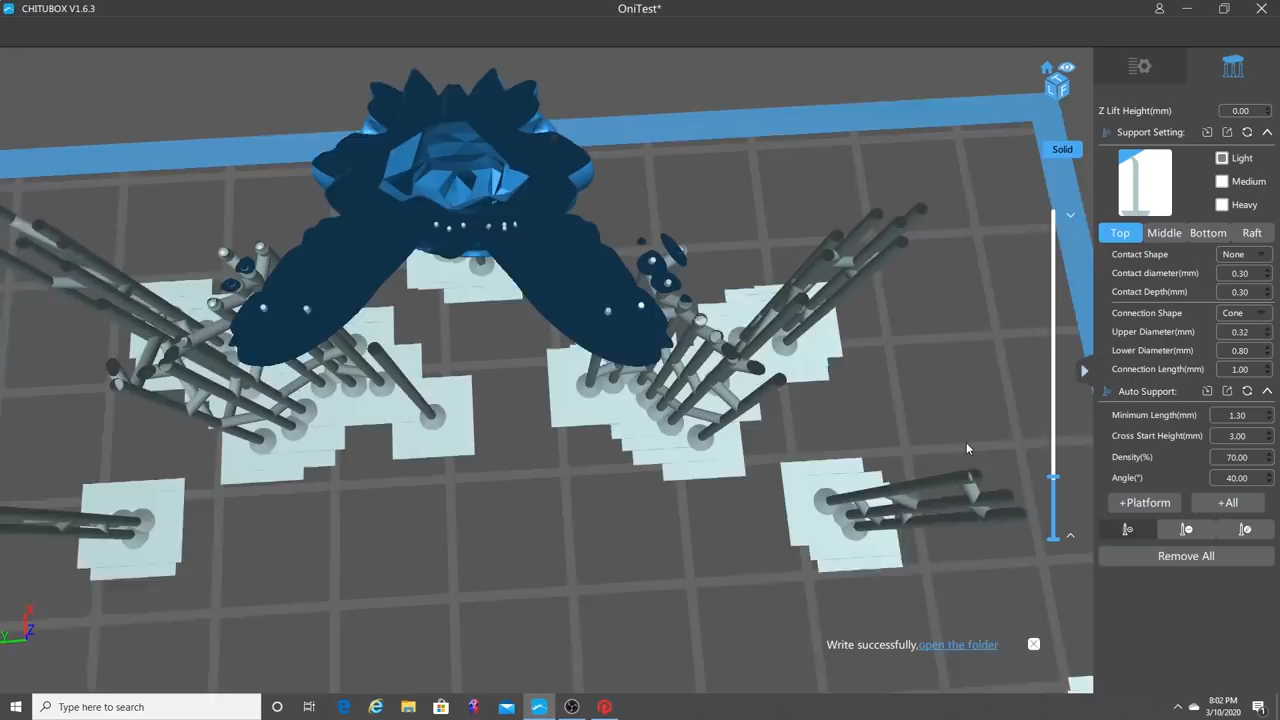 CHITUBOX V1.6.3
OniTest*
Z Lift Height(mm) 0.00
Support Setting:
Light
Medium
Heavy
Solid
Top Middle Bottom Raft
Contact Shape None
Contact diameter(mm) 0.30
Contact Depth(mm) 0.30
Connection Shape Cone
Upper Diameter(mm) 0.32
Lower Diameter(mm) 0.80
Connection Length(mm) 1.00
Auto Support:
Minimum Length(mm) 1.30
Cross Start Height(mm) 3.00
Density(%) 70.00
Angle(°) 40.00
+Platform +All
Remove All
Write successfully,open the folder
X
Y
Z
T
L F
Type here to search
8:02 PM
3/10/2020
1